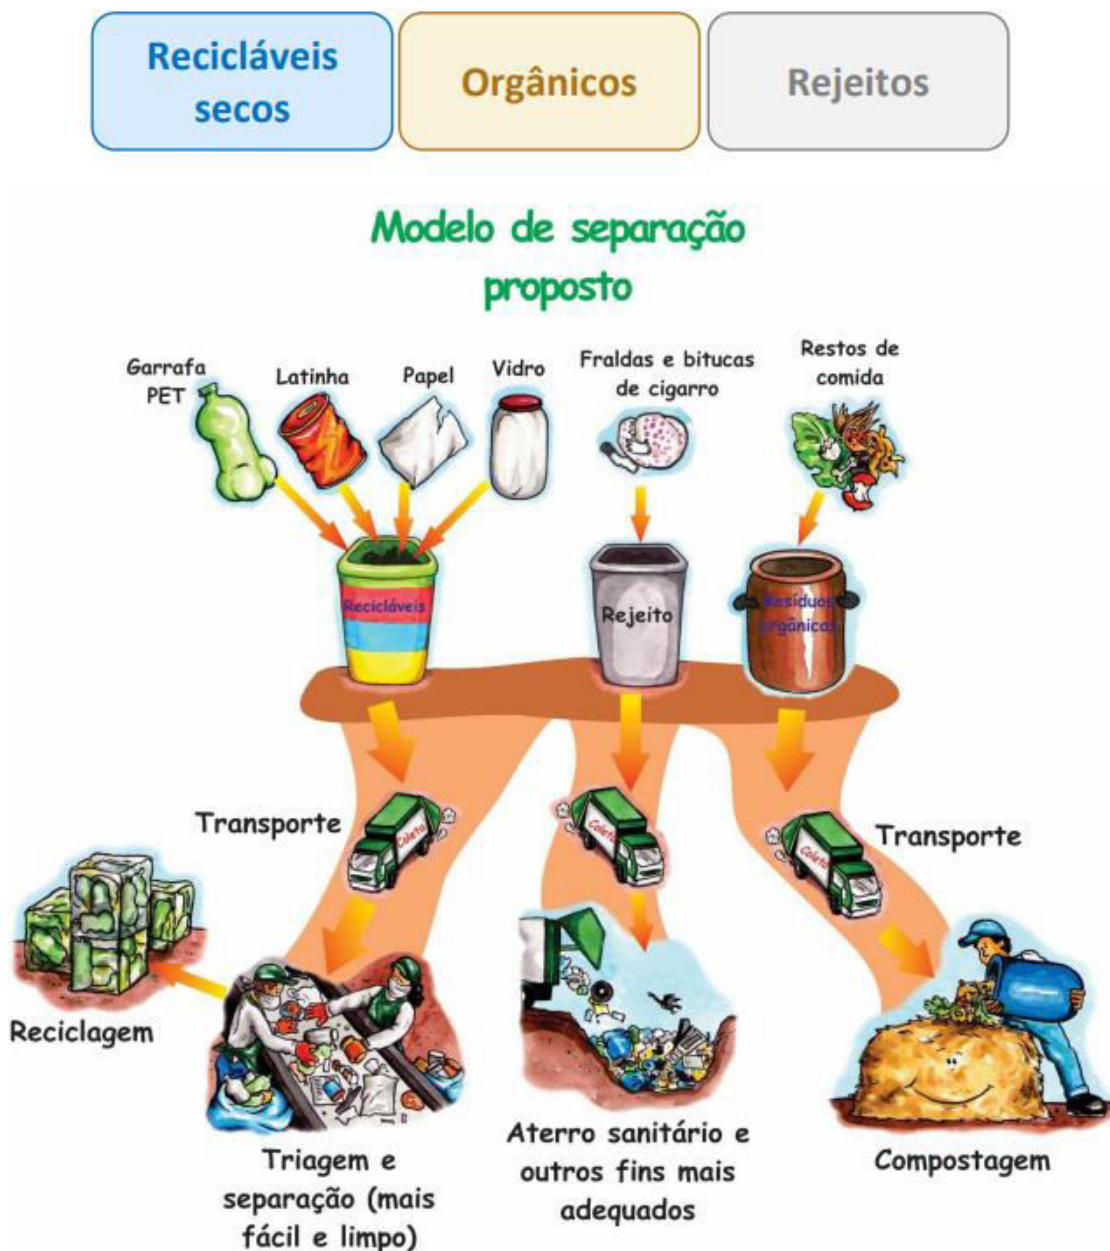 Recicláveis
secos
Orgânicos
Rejeitos
Modelo de separação
proposto
Garrafa
PET
Latinha
Papel
Vidro
Fraldas e bitucas
de cigarro
Restos de
comida
Recicláveis
Rejeito
Resíduos
orgânicos
Transporte
Coleta
Coleta
Coleta
Transporte
Reciclagem
Triagem e
separação (mais
fácil e limpo)
Aterro sanitário e
outros fins mais
adequados
Compostagem